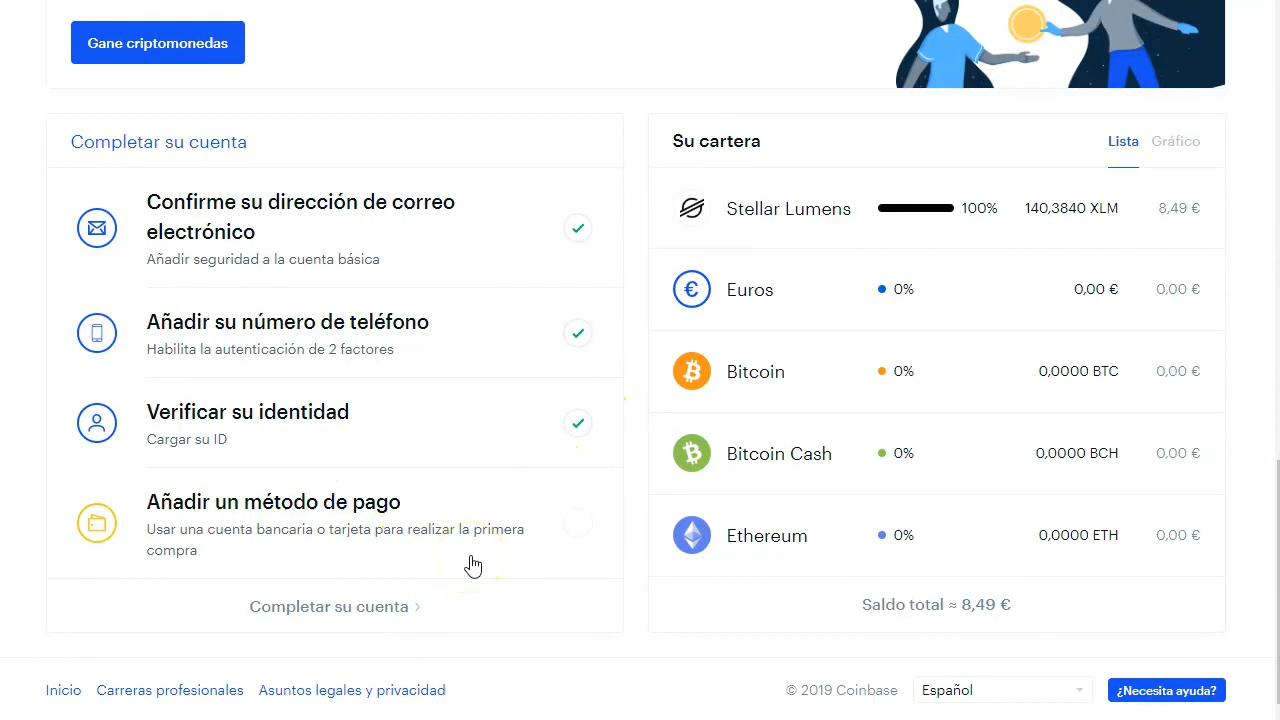 Gane criptomonedas
Completar su cuenta
Confirme su dirección de correo
electrónico
Añadir seguridad a la cuenta básica
Añadir su número de teléfono
Habilita la autenticación de 2 factores
Verificar su identidad
Cargar su ID
Añadir un método de pago
Usar una cuenta bancaria o tarjeta para realizar la primera
compra
Completar su cuenta >
Su cartera Lista Gráfico
Stellar Lumens 100% 140,3840 XLM 8,49 €
€ Euros 0% 0,00 € 0,00 €
Bitcoin 0% 0,0000 BTC 0,00 €
Bitcoin Cash 0% 0,0000 BCH 0,00 €
Ethereum 0% 0,0000 ETH 0,00 €
Saldo total ≈ 8,49 €
Inicio Carreras profesionales Asuntos legales y privacidad © 2019 Coinbase Español ¿Necesita ayuda?